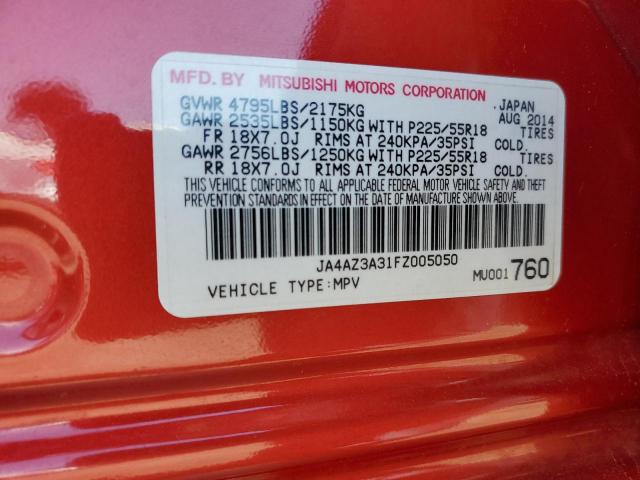 MFD. BY MITSUBISHI MOTORS CORPORATION
GVWR 4795LBS/2175KG JAPAN
GAWR 2535LBS/1150KG WITH P225/55R18 AUG 2014
FR 18X7.0J RIMS AT 240KPA/35PSI TIRES COLD.
GAWR 2756LBS/1250KG WITH P225/55R18 TIRES
RR 18X7.0J RIMS AT 240KPA/35PSI COLD.
THIS VEHICLE CONFORMS TO ALL APPLICABLE FEDERAL MOTOR VEHICLE SAFETY AND THEFT
PREVENTION STANDARDS IN EFFECT ON THE DATE OF MANUFACTURE SHOWN ABOVE.
JA4AZ3A31FZ005050
VEHICLE TYPE:MPV MU001760